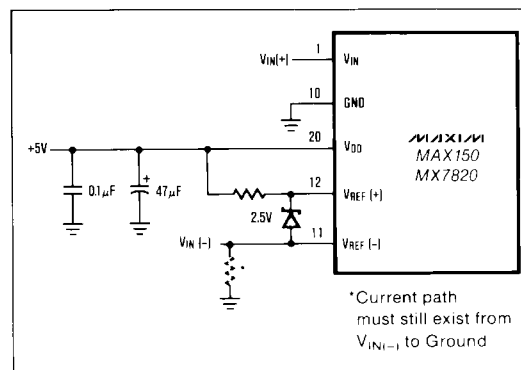 VIN(+) 1 VIN
10 GND
+5V 20 VDD
MAXIM
MAX150
MX7820
0.1µF + 47µF 12 VREF(+)
2.5V
VIN(-) 11 VREF(-)
*
*Current path
must still exist from
VIN(-) to Ground